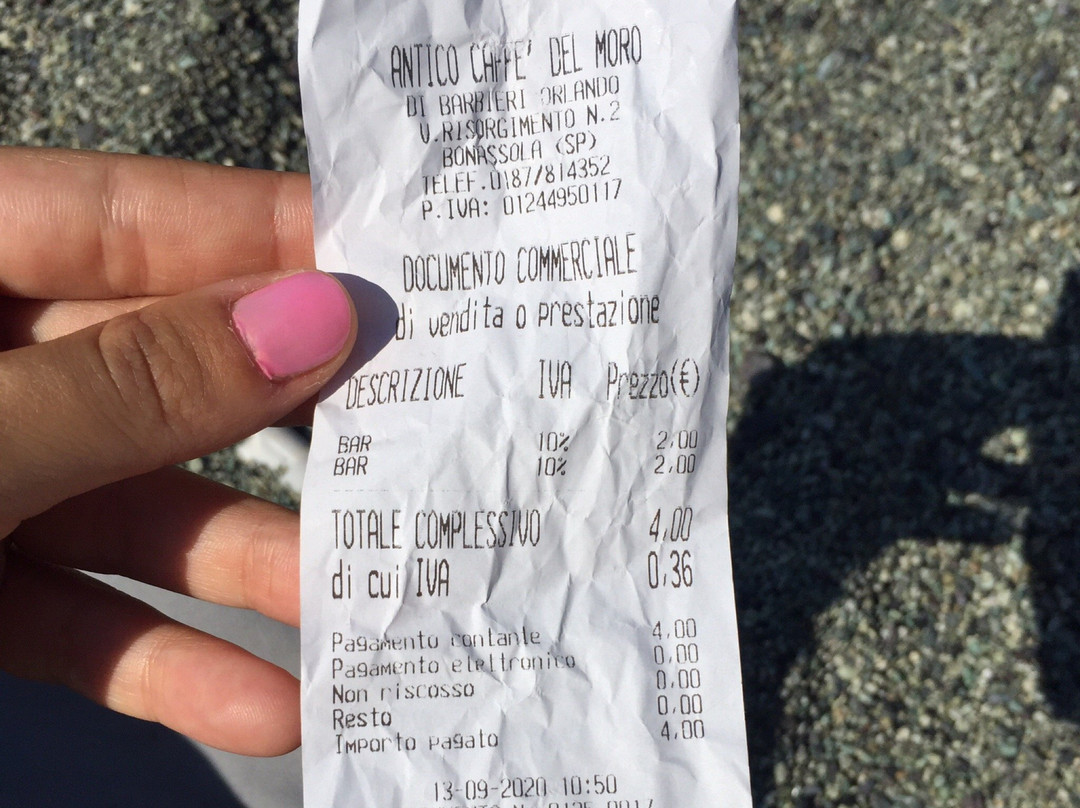 ANTICO CAFFE' DEL MORO
DI BARBIERI ORLANDO
V.RISORGIMENTO N.2
BONASSOLA (SP)
TELEF.0187/814352
P.IVA: 01244950117
DOCUMENTO COMMERCIALE
di vendita o prestazione
DESCRIZIONE IVA Prezzo(€)
BAR 10% 2,00
BAR 10% 2,00
TOTALE COMPLESSIVO 4,00
di cui IVA 0,36
Pagamento contante 4,00
Pagamento elettronico 0,00
Non riscosso 0,00
Resto 0,00
Importo pagato 4,00
13-09-2020 10:50